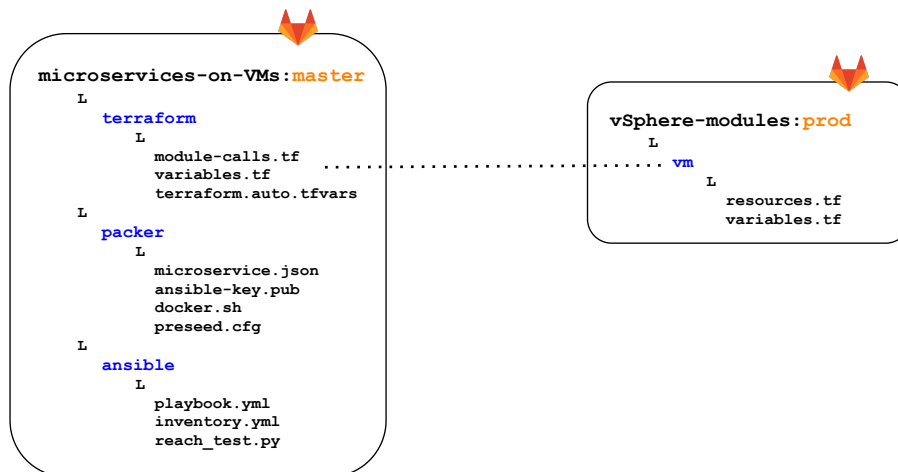 microservices-on-VMs:master
L
terraform
L
module-calls.tf
variables.tf
terraform.auto.tfvars
L
packer
L
microservice.json
ansible-key.pub
docker.sh
preseed.cfg
L
ansible
L
playbook.yml
inventory.yml
reach_test.py
vSphere-modules:prod
L
vm
L
resources.tf
variables.tf